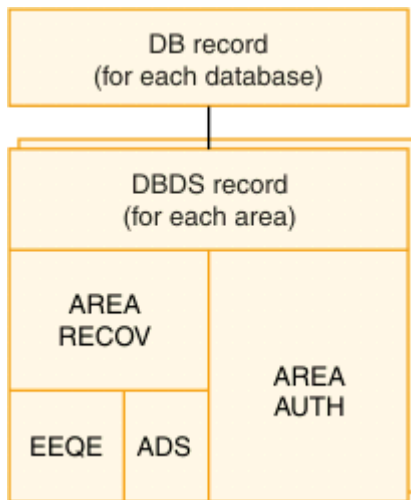 DB record
(for each database)
DBDS record
(for each area)
AREA
RECOV
AREA
AUTH
EEQE
ADS